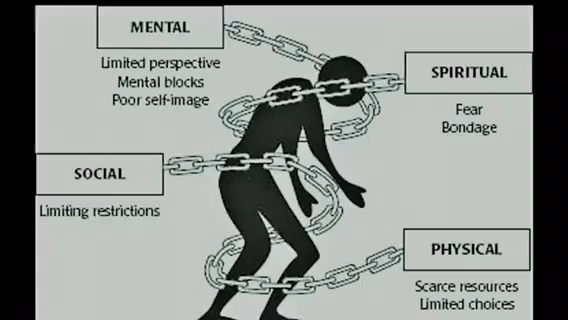 MENTAL
Limited perspective
Mental blocks
Poor self-image
SPIRITUAL
Fear
Bondage
SOCIAL
Limiting restrictions
PHYSICAL
Scarce resources
Limited choices